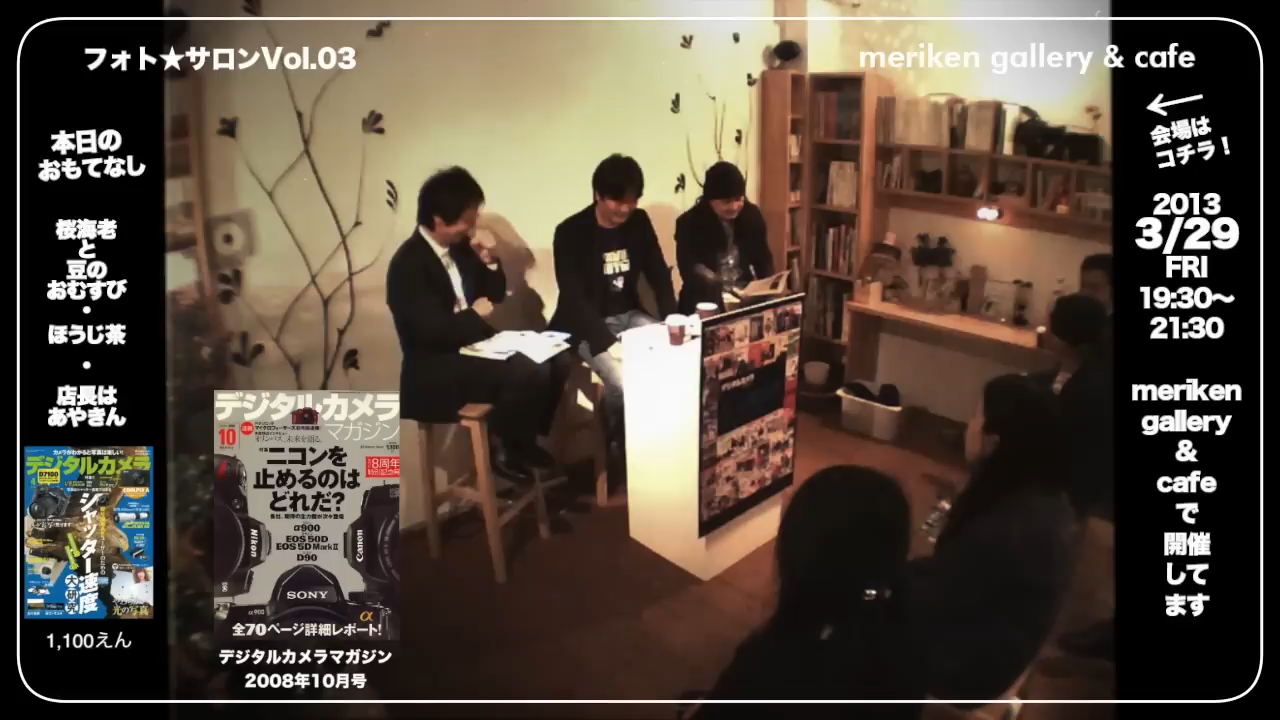 フォト★サロンVol.03
meriken gallery & cafe
本日の
おもてなし
桜海老
と
豆の
おむすび
・
ほうじ茶
・
店長は
あやきん
デジタルカメラ
D7100
シャッター速度
大研究
1,100えん
デジタルカメラ
マガジン
10
ニコンを
止めるのは
どれだ?
α900
EOS 50D
EOS 5D Mark II
D90
Nikon
Canon
SONY
α
全70ページ詳細レポート!
デジタルカメラマガジン
2008年10月号
会場は
コチラ!
2013
3/29
FRI
19:30〜
21:30
meriken
gallery
&
cafe
で
開催
して
ます